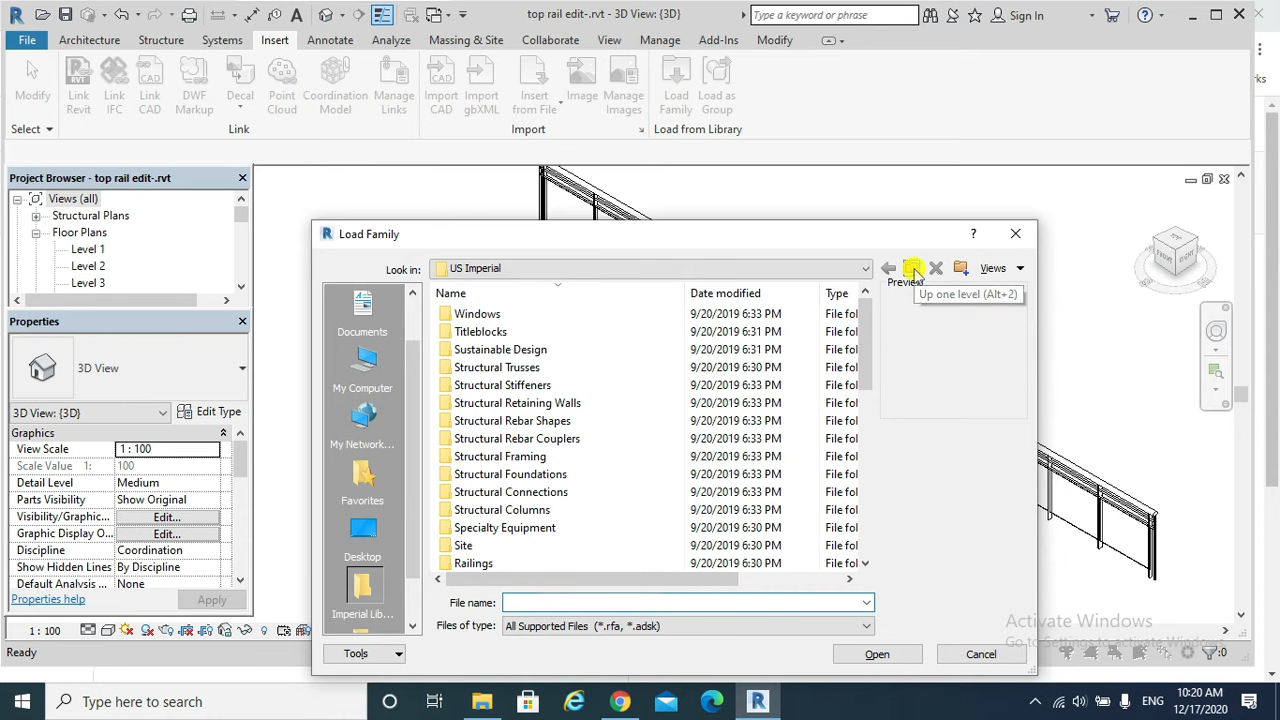 top rail edit-.rvt - 3D View: {3D}
Type a keyword or phrase
Sign In
File Architecture Structure Systems Insert Annotate Analyze Massing & Site Collaborate View Manage Add-Ins Modify
Modify
Link Revit
Link IFC
Link CAD
DWF Markup
Decal
Point Cloud
Coordination Model
Manage Links
Import CAD
Import gbXML
Insert from File
Image
Manage Images
Load Family
Load as Group
Select
Link
Import
Load from Library
Project Browser - top rail edit-.rvt
Views (all)
Structural Plans
Floor Plans
Level 1
Level 2
Level 3
Properties
3D View
3D View: {3D}
Edit Type
Graphics
View Scale 1 : 100
Scale Value 1: 100
Detail Level Medium
Parts Visibility Show Original
Visibility/Graphic... Edit...
Graphic Display O... Edit...
Discipline Coordination
Show Hidden Lines By Discipline
Default Analysis ... None
Properties help
Apply
Load Family
Look in: US Imperial
Views
Preview
Up one level (Alt+2)
Name Date modified Type
Windows 9/20/2019 6:33 PM File fol
Titleblocks 9/20/2019 6:31 PM File fol
Sustainable Design 9/20/2019 6:31 PM File fol
Structural Trusses 9/20/2019 6:30 PM File fol
Structural Stiffeners 9/20/2019 6:33 PM File fol
Structural Retaining Walls 9/20/2019 6:33 PM File fol
Structural Rebar Shapes 9/20/2019 6:33 PM File fol
Structural Rebar Couplers 9/20/2019 6:33 PM File fol
Structural Framing 9/20/2019 6:33 PM File fol
Structural Foundations 9/20/2019 6:33 PM File fol
Structural Connections 9/20/2019 6:33 PM File fol
Structural Columns 9/20/2019 6:33 PM File fol
Specialty Equipment 9/20/2019 6:30 PM File fol
Site 9/20/2019 6:30 PM File fol
Railings 9/20/2019 6:30 PM File fol
Documents
My Computer
My Network...
Favorites
Desktop
Imperial Lib...
File name:
Files of type: All Supported Files (*.rfa, *.adsk)
Tools
Open
Cancel
FRONT
Activate Windows
Go to Settings to activate Windows.
1 : 100
Ready
:0
Type here to search
ENG
10:20 AM
12/17/2020